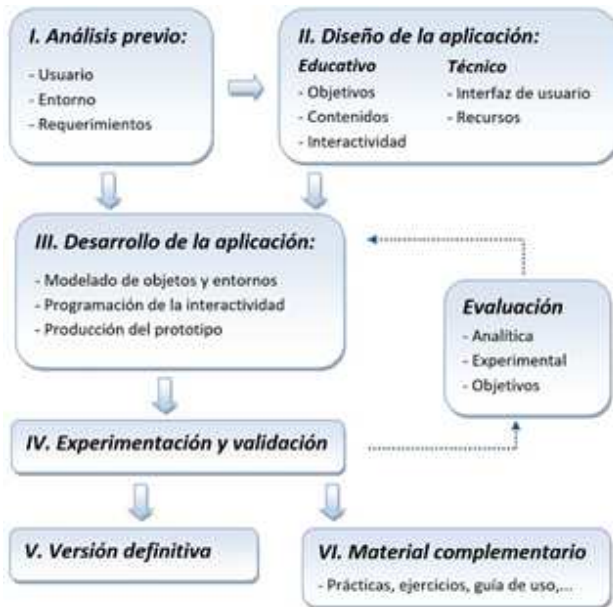 I. Análisis previo:
- Usuario
- Entorno
- Requerimientos
II. Diseño de la aplicación:
Educativo
- Objetivos
- Contenidos
- Interactividad
Técnico
- Interfaz de usuario
- Recursos
III. Desarrollo de la aplicación:
- Modelado de objetos y entornos
- Programación de la interactividad
- Producción del prototipo
Evaluación
- Analítica
- Experimental
- Objetivos
IV. Experimentación y validación
V. Versión definitiva
VI. Material complementario
- Prácticas, ejercicios, guía de uso,...